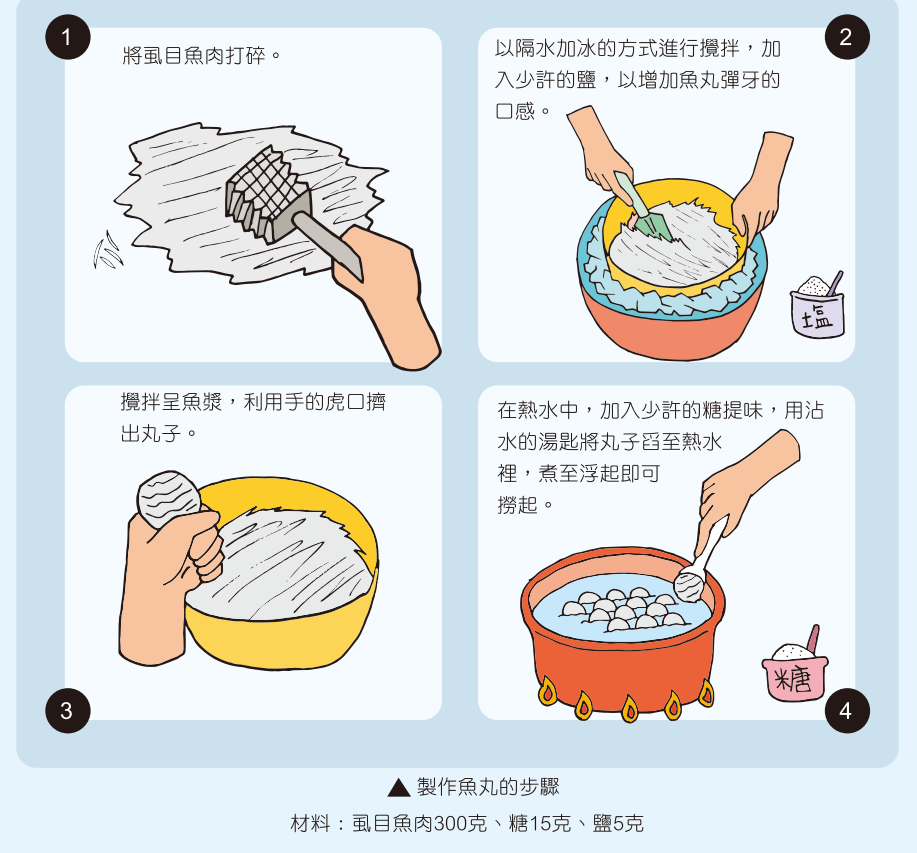 1
將虱目魚肉打碎。
2
以隔水加冰的方式進行攪拌，加
入少許的鹽，以增加魚丸彈牙的
口感。
塩
攪拌呈魚漿，利用手的虎口擠
出丸子。
3
在熱水中，加入少許的糖提味，用沾
水的湯匙將丸子舀至熱水
裡，煮至浮起即可
撈起。
糖
4
▲ 製作魚丸的步驟
材料：虱目魚肉300克、糖15克、鹽5克